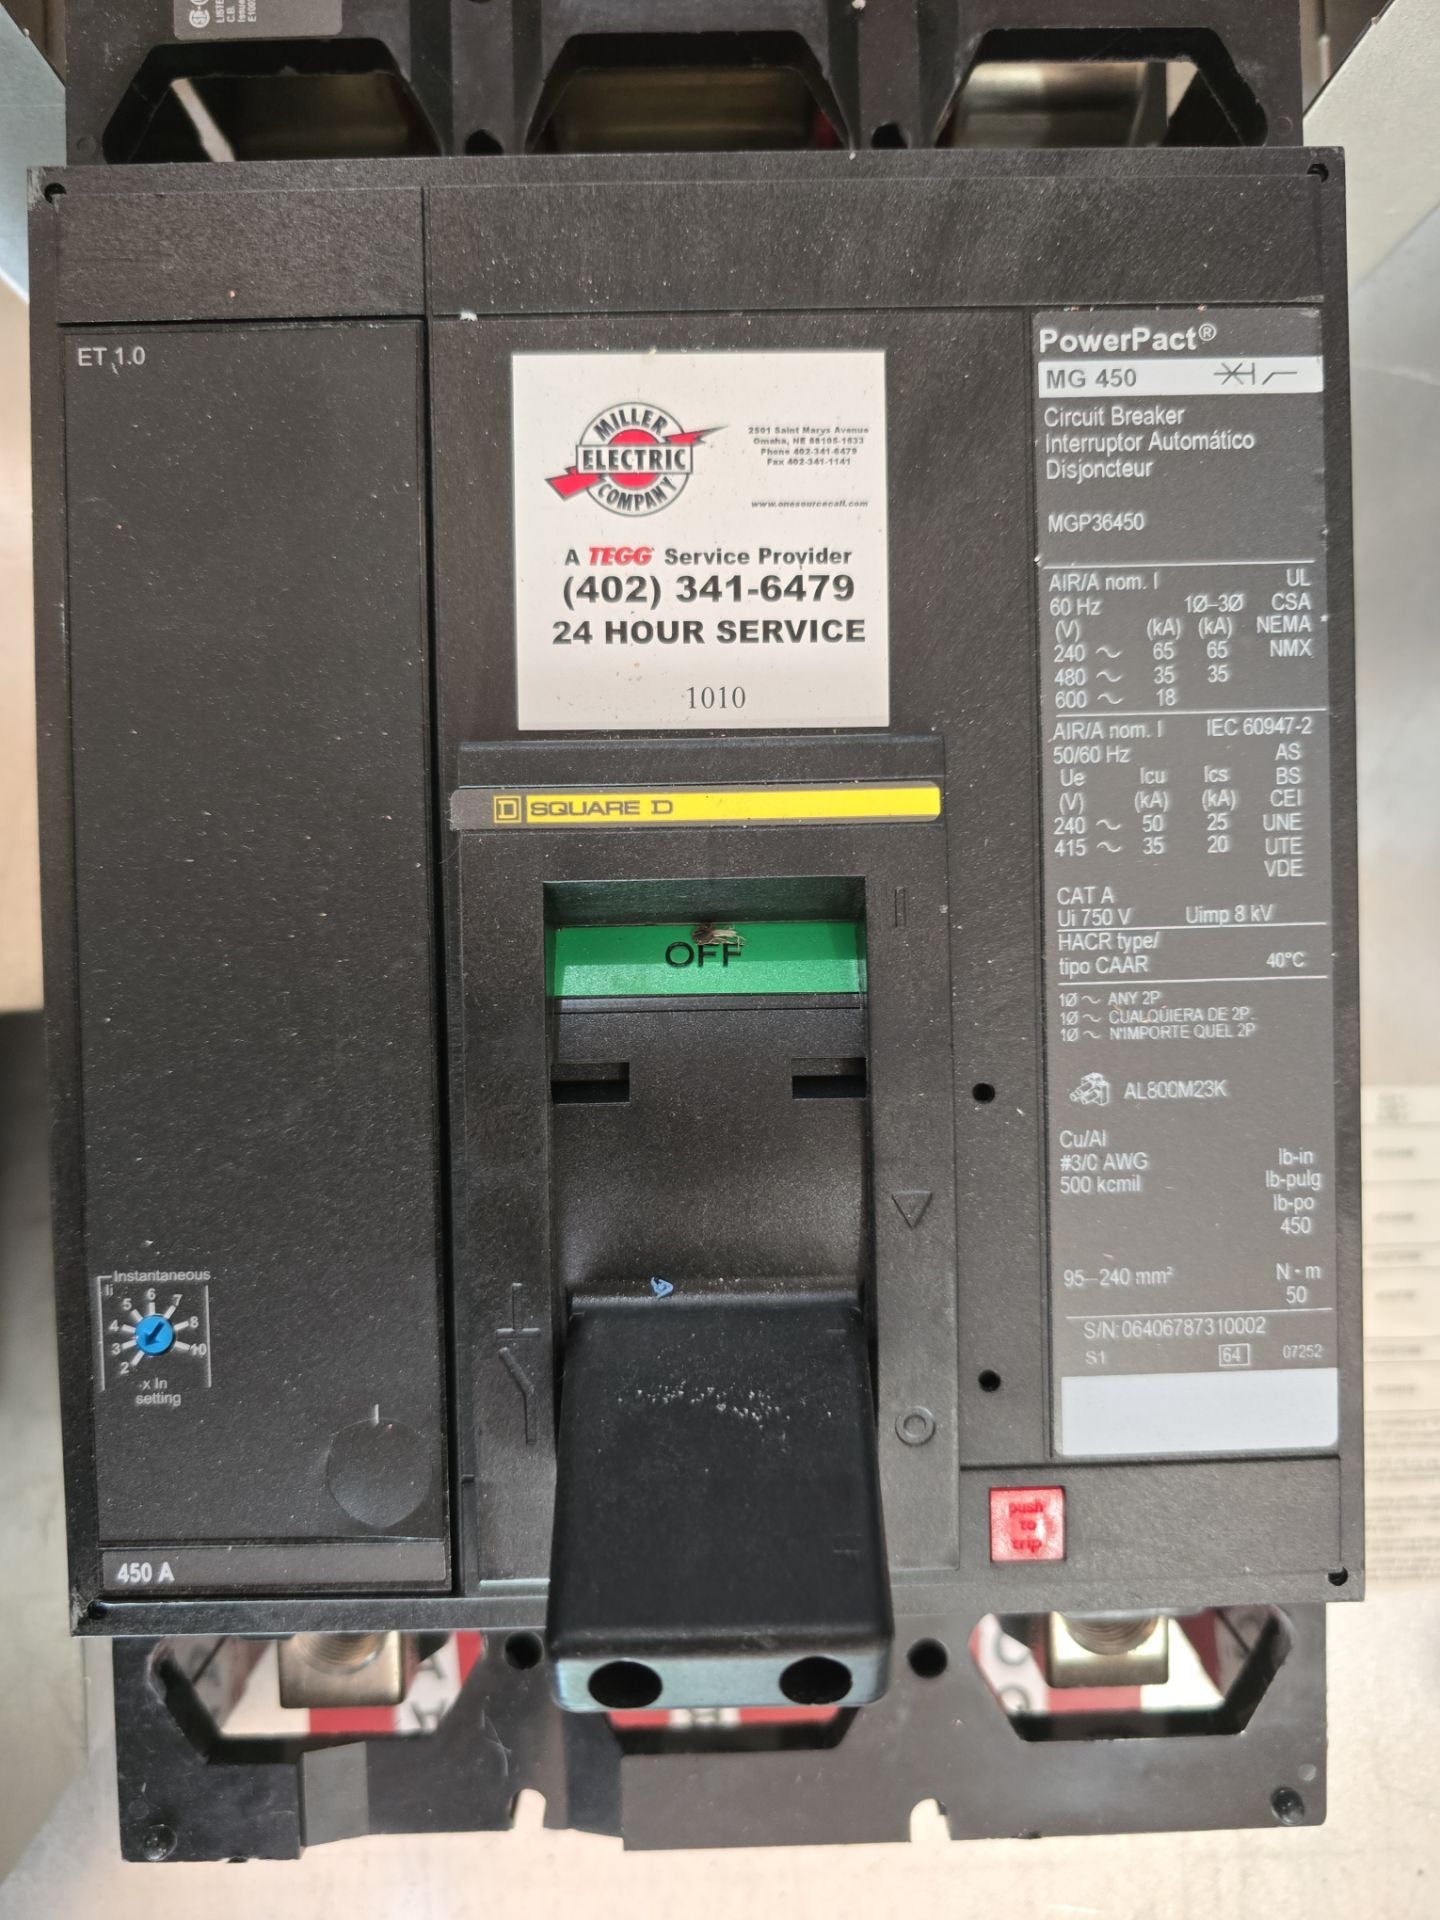 LISTE
C.B.
Issue
E1060
ET 1.0
MILLER
ELECTRIC
COMPANY
2501 Saint Marys Avenue
Omaha, NE 68105-1633
Phone 402-341-6479
Fax 402-341-1141
www.onesourcecall.com
A TEGG Service Provider
(402) 341-6479
24 HOUR SERVICE
1010
SQUARE D
OFF
PowerPact®
MG 450
Circuit Breaker
Interruptor Automático
Disjoncteur
MGP36450
AIR/A nom. I UL
60 Hz 1Ø–3Ø CSA
(V) (kA) (kA) NEMA
240 ~ 65 65 NMX
480 ~ 35 35
600 ~ 18
AIR/A nom. I IEC 60947-2
50/60 Hz AS
Ue Icu Ics BS
(V) (kA) (kA) CEI
240 ~ 50 25 UNE
415 ~ 35 20 UTE
VDE
CAT A
Ui 750 V Uimp 8 kV
HACR type/
tipo CAAR 40°C
1Ø ~ ANY 2P
1Ø ~ CUALQUIERA DE 2P
1Ø ~ N'IMPORTE QUEL 2P
AL800M23K
Cu/Al
#3/0 AWG lb-in
500 kcmil lb-pulg
lb-po
450
95–240 mm² N • m
50
S/N: 06406787310002
S1 64 07252
push
to
trip
Instantaneous
Ii
2 3 4 5 6 7 8 10
x In
setting
450 A